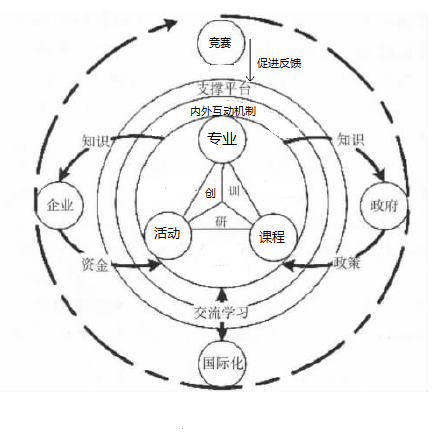 竞赛
促进反馈
支撑平台
内外互动机制
知识
专业
知识
创
训
企业
政府
活动
研
课程
资金
政策
交流学习
国际化